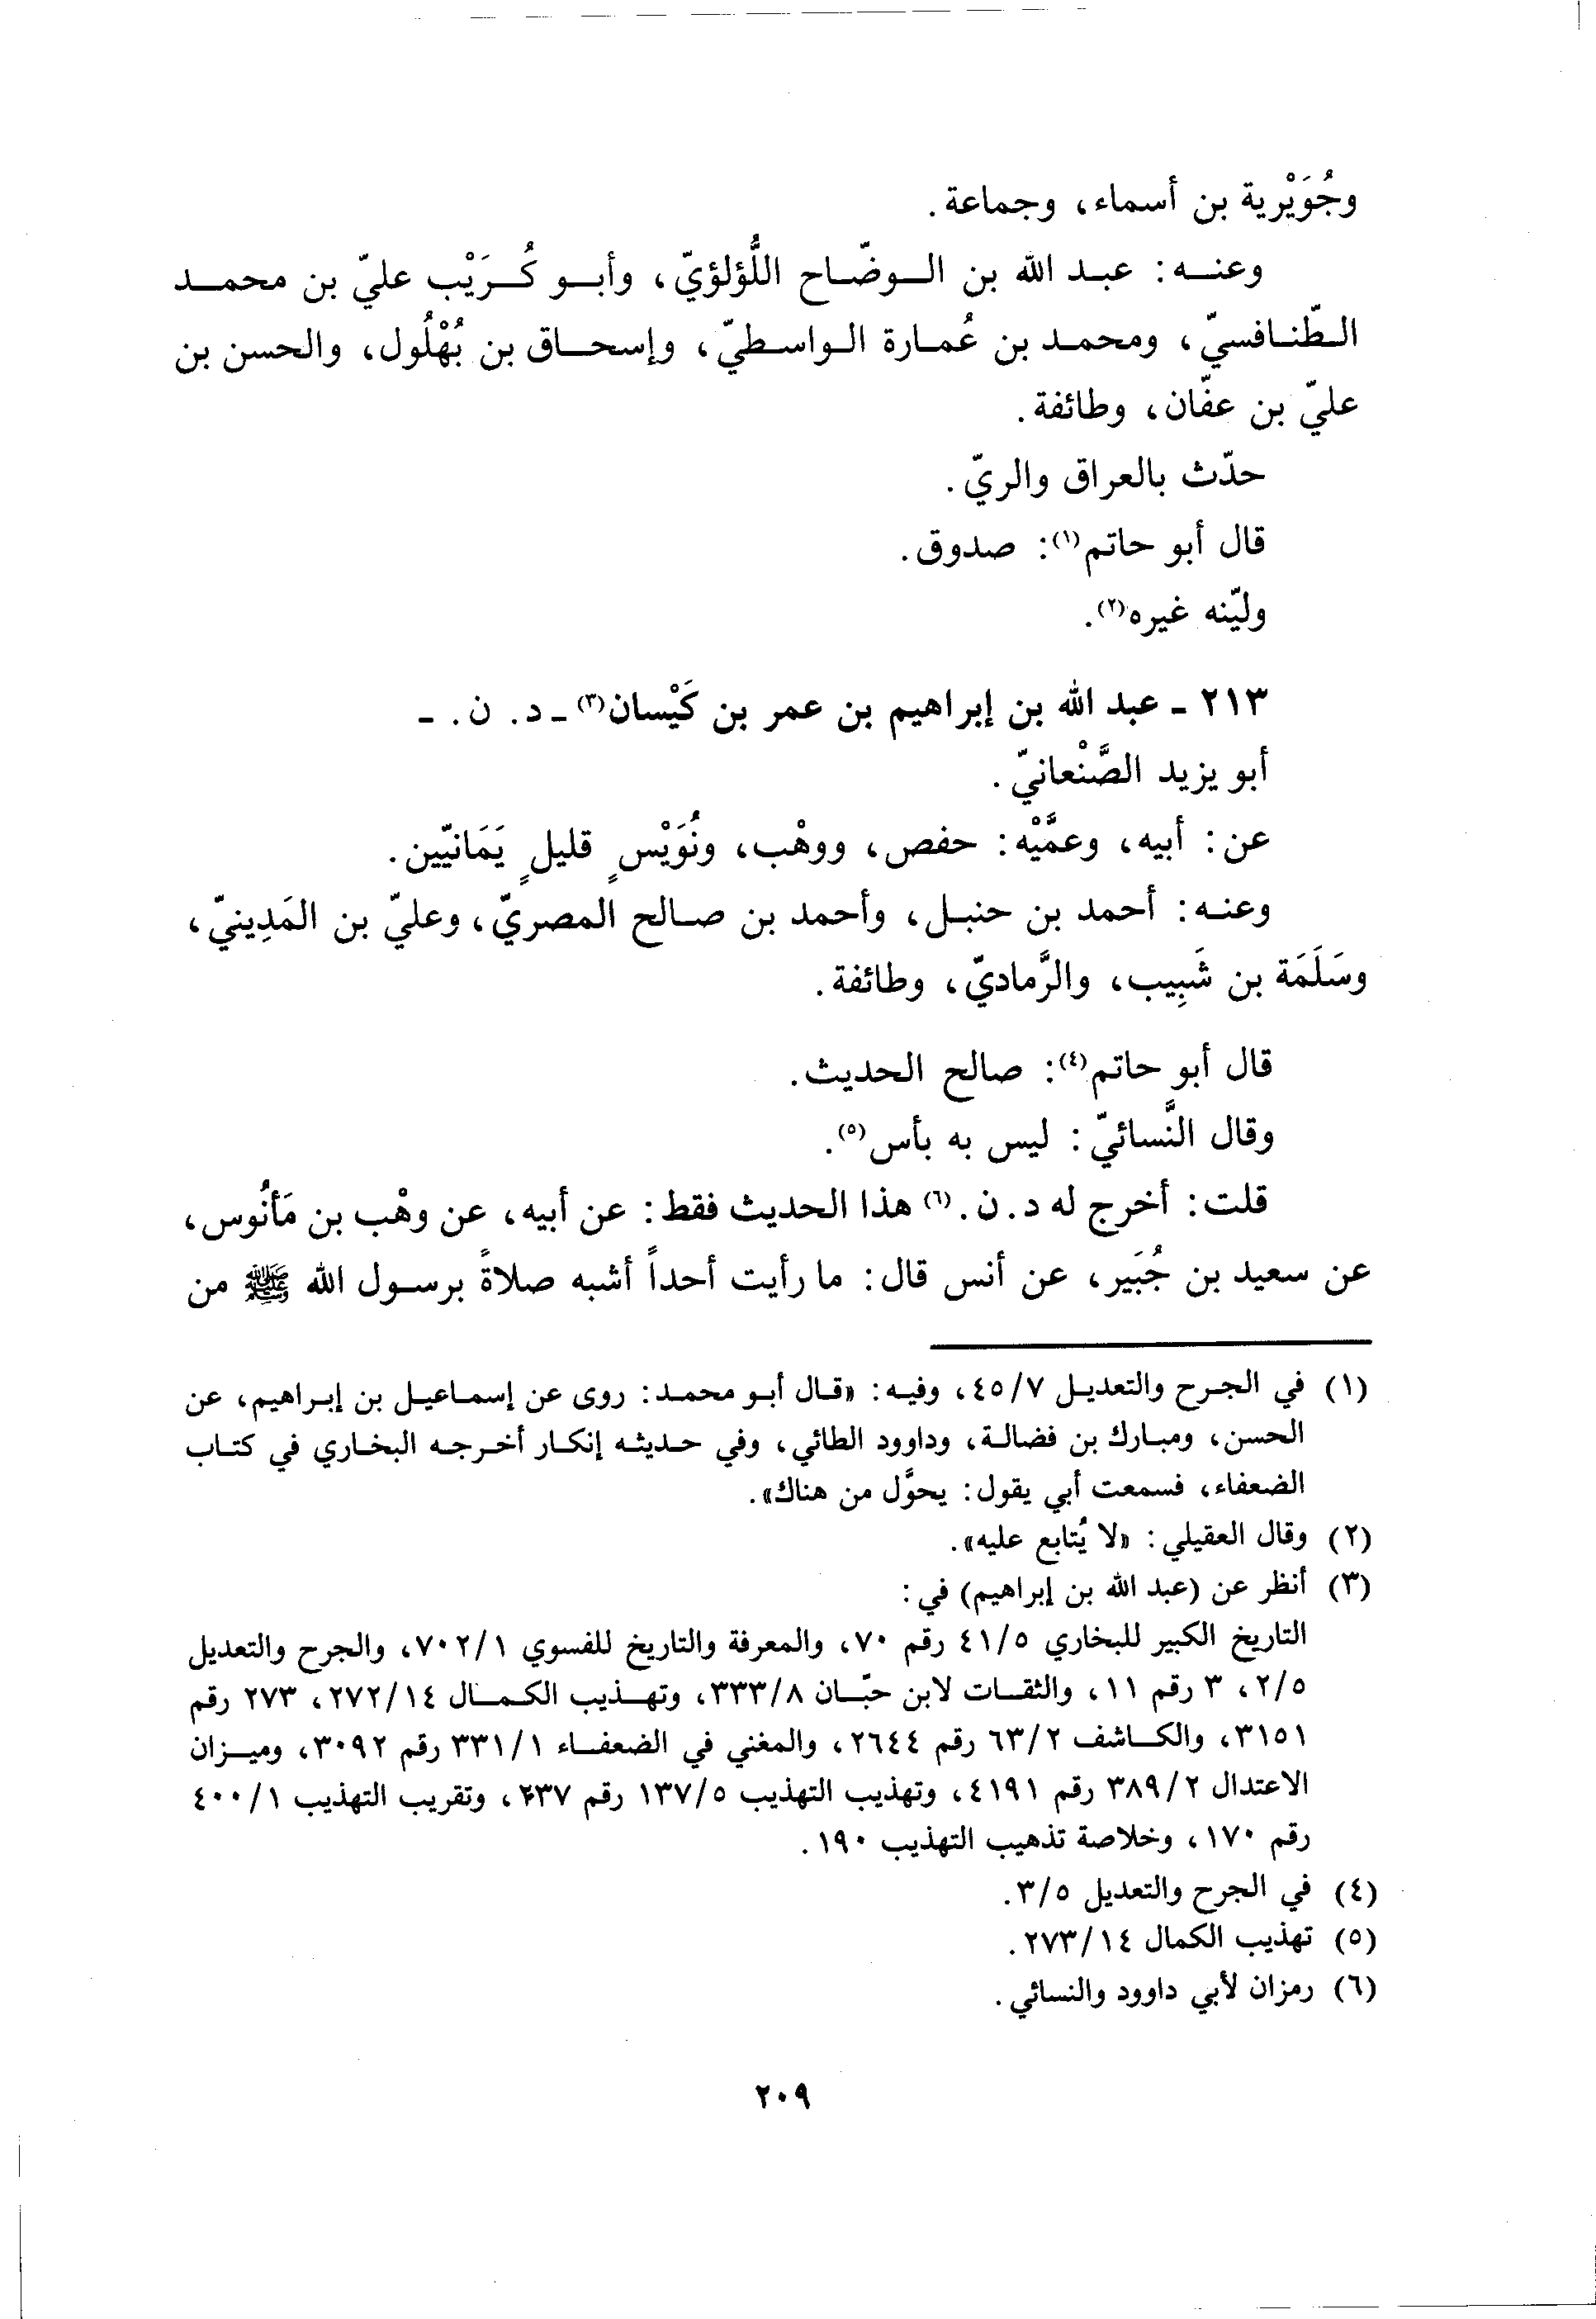 وجُوَيْرية بن أسماء، وجماعة.
وعنه: عبد الله بن الوضّاح اللُّؤلؤيّ، وأبو كُرَيْب عليّ بن محمد
الطّنافسيّ، ومحمد بن عُمارة الواسطيّ، وإسحاق بن بُهْلُول، والحسن بن
عليّ بن عفّان، وطائفة.
حدّث بالعراق والريّ.
قال أبو حاتم(١): صدوق.
وليّنه غيره(٢).
٢١٣ - عبد الله بن إبراهيم بن عمر بن كَيْسان(٣) - د. ن. -
أبو يزيد الصَّنْعانيّ.
عن: أبيه، وعمَّيْه: حفص، ووهْب، ونُوَيْسٍ قليلٍ يَمَانيّين.
وعنه: أحمد بن حنبل، وأحمد بن صالح المصريّ، وعليّ بن المَدِينيّ،
وسَلَمَة بن شَبِيب، والرَّماديّ، وطائفة.
قال أبو حاتم(٤): صالح الحديث.
وقال النَّسائيّ: ليس به بأس(٥).
قلت: أخرج له د. ن.(٦) هذا الحديث فقط: عن أبيه، عن وهْب بن مَأنُوس،
عن سعيد بن جُبَير، عن أنس قال: ما رأيت أحداً أشبه صلاةً برسول الله ﷺ من
(١) في الجرح والتعديل ٤٥/٧، وفيه: «قال أبو محمد: روى عن إسماعيل بن إبراهيم، عن
الحسن، ومبارك بن فضالة، وداوود الطائي، وفي حديثه إنكار أخرجه البخاري في كتاب
الضعفاء، فسمعت أبي يقول: يحوَّل من هناك».
(٢) وقال العقيلي: «لا يُتابع عليه».
(٣) أنظر عن (عبد الله بن إبراهيم) في:
التاريخ الكبير للبخاري ٤١/٥ رقم ٧٠، والمعرفة والتاريخ للفسوي ٧٠٢/١، والجرح والتعديل
٢/٥، ٣ رقم ١١، والثقات لابن حبّان ٣٣٣/٨، وتهذيب الكمال ٢٧٢/١٤، ٢٧٣ رقم
٣١٥١، والكاشف ٦٣/٢ رقم ٢٦٤٤، والمغني في الضعفاء ٣٣١/١ رقم ٣٠٩٢، وميزان
الاعتدال ٣٨٩/٢ رقم ٤١٩١، وتهذيب التهذيب ١٣٧/٥ رقم ٢٣٧، وتقريب التهذيب ٤٠٠/١
رقم ١٧٠، وخلاصة تذهيب التهذيب ١٩٠.
(٤) في الجرح والتعديل ٣/٥.
(٥) تهذيب الكمال ٢٧٣/١٤.
(٦) رمزان لأبي داوود والنسائي.
٢٠٩